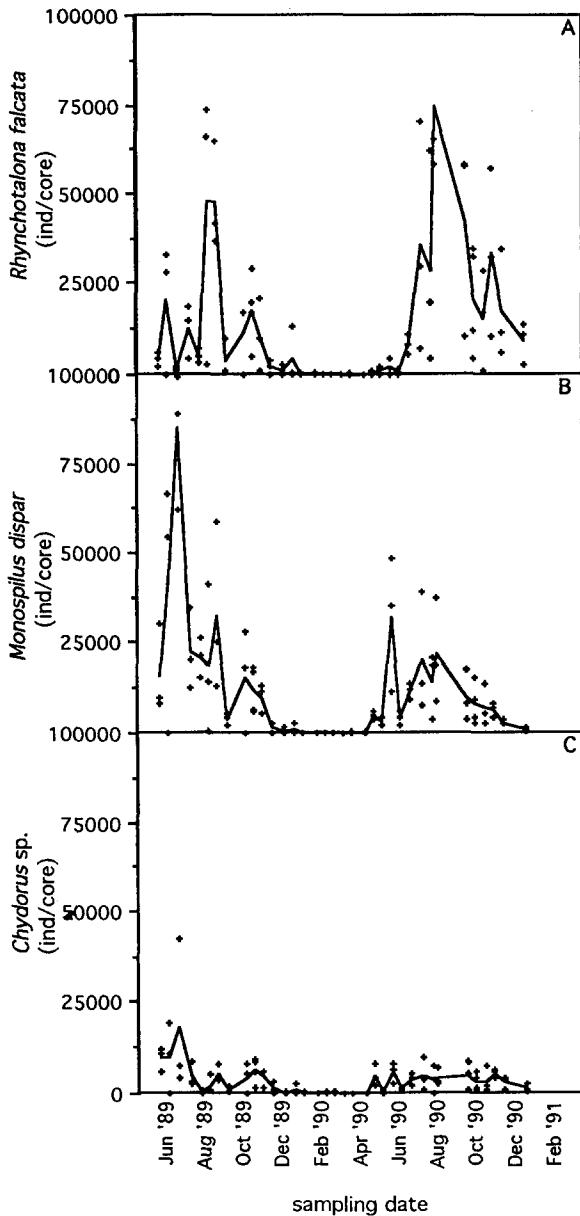 100000
A
75000
50000
25000
Rhynchotalona falcata
(ind/core)
100000
B
75000
50000
25000
Monospilus dispar
(ind/core)
100000
C
75000
50000
25000
0
Chydorus sp.
(ind/core)
Jun '89
Aug '89
Oct '89
Dec '89
Feb '90
Apr '90
Jun '90
Aug '90
Oct '90
Dec '90
Feb '91
sampling date